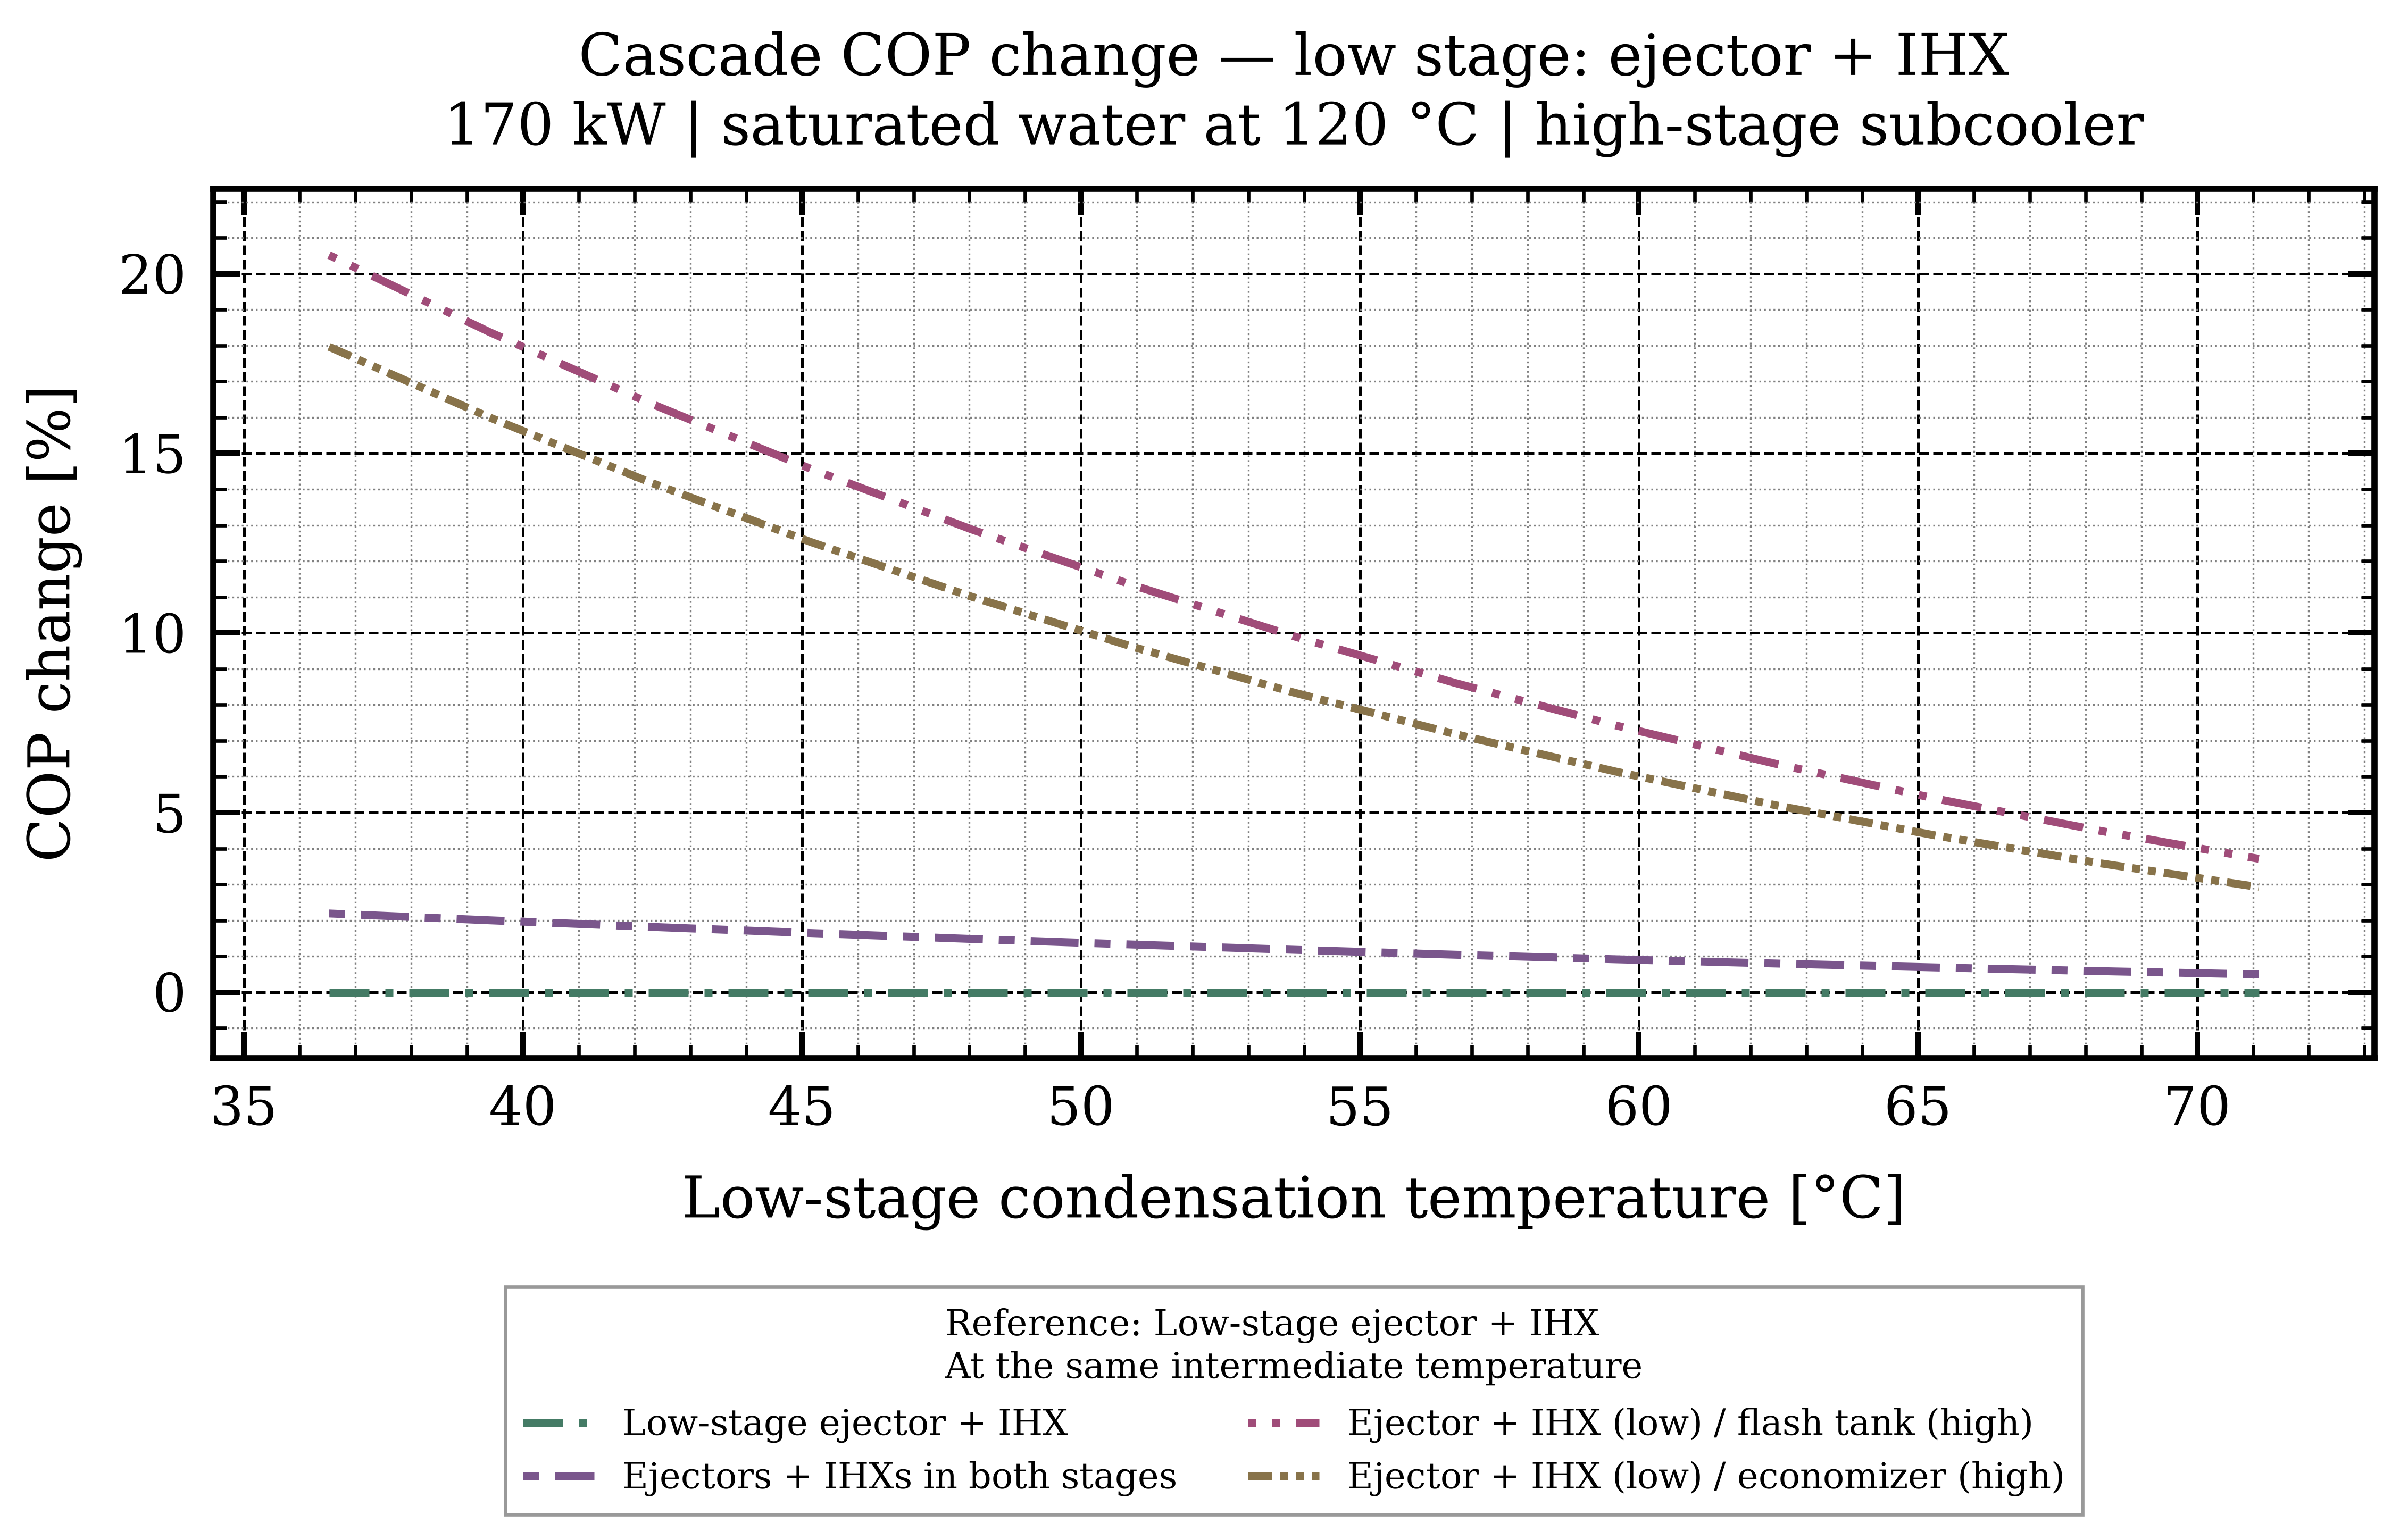 Cascade COP change — low stage: ejector + IHX
170 kW | saturated water at 120 °C | high-stage subcooler
COP change [%]
20
15
10
5
0
35 40 45 50 55 60 65 70
Low-stage condensation temperature [°C]
Reference: Low-stage ejector + IHX
At the same intermediate temperature
Low-stage ejector + IHX
Ejectors + IHXs in both stages
Ejector + IHX (low) / flash tank (high)
Ejector + IHX (low) / economizer (high)